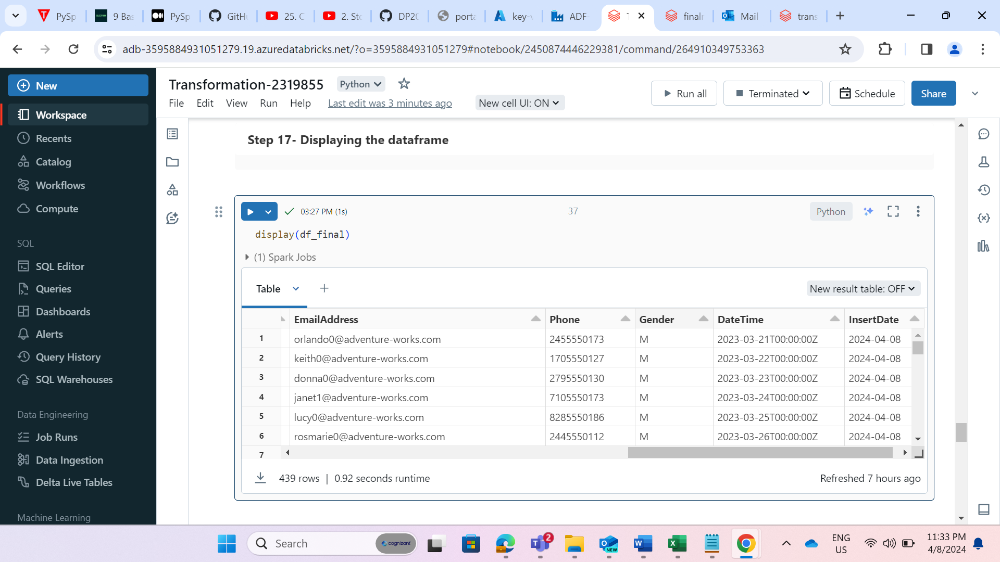 PySp
9 Bas
PySp
GitHu
25. C
2. Sto
DP20
porta
key-v
ADF-
T
finaln
Mail
trans
adb-3595884931051279.19.azuredatabricks.net/?o=3595884931051279#notebook/2450874446229381/command/264910349753363
New
Workspace
Recents
Catalog
Workflows
Compute
SQL
SQL Editor
Queries
Dashboards
Alerts
Query History
SQL Warehouses
Data Engineering
Job Runs
Data Ingestion
Delta Live Tables
Machine Learning
Transformation-2319855 Python
File Edit View Run Help Last edit was 3 minutes ago New cell UI: ON
Run all Terminated Schedule Share
Step 17- Displaying the dataframe
03:27 PM (1s) 37 Python
display(df_final)
(1) Spark Jobs
Table + New result table: OFF
EmailAddress Phone Gender DateTime InsertDate
1 orlando0@adventure-works.com 2455550173 M 2023-03-21T00:00:00Z 2024-04-08
2 keith0@adventure-works.com 1705550127 M 2023-03-22T00:00:00Z 2024-04-08
3 donna0@adventure-works.com 2795550130 M 2023-03-23T00:00:00Z 2024-04-08
4 janet1@adventure-works.com 7105550173 M 2023-03-24T00:00:00Z 2024-04-08
5 lucy0@adventure-works.com 8285550186 M 2023-03-25T00:00:00Z 2024-04-08
6 rosmarie0@adventure-works.com 2445550112 M 2023-03-26T00:00:00Z 2024-04-08
7
439 rows | 0.92 seconds runtime Refreshed 7 hours ago
Search cognizant
2
NEW
ENG
US
11:33 PM
4/8/2024